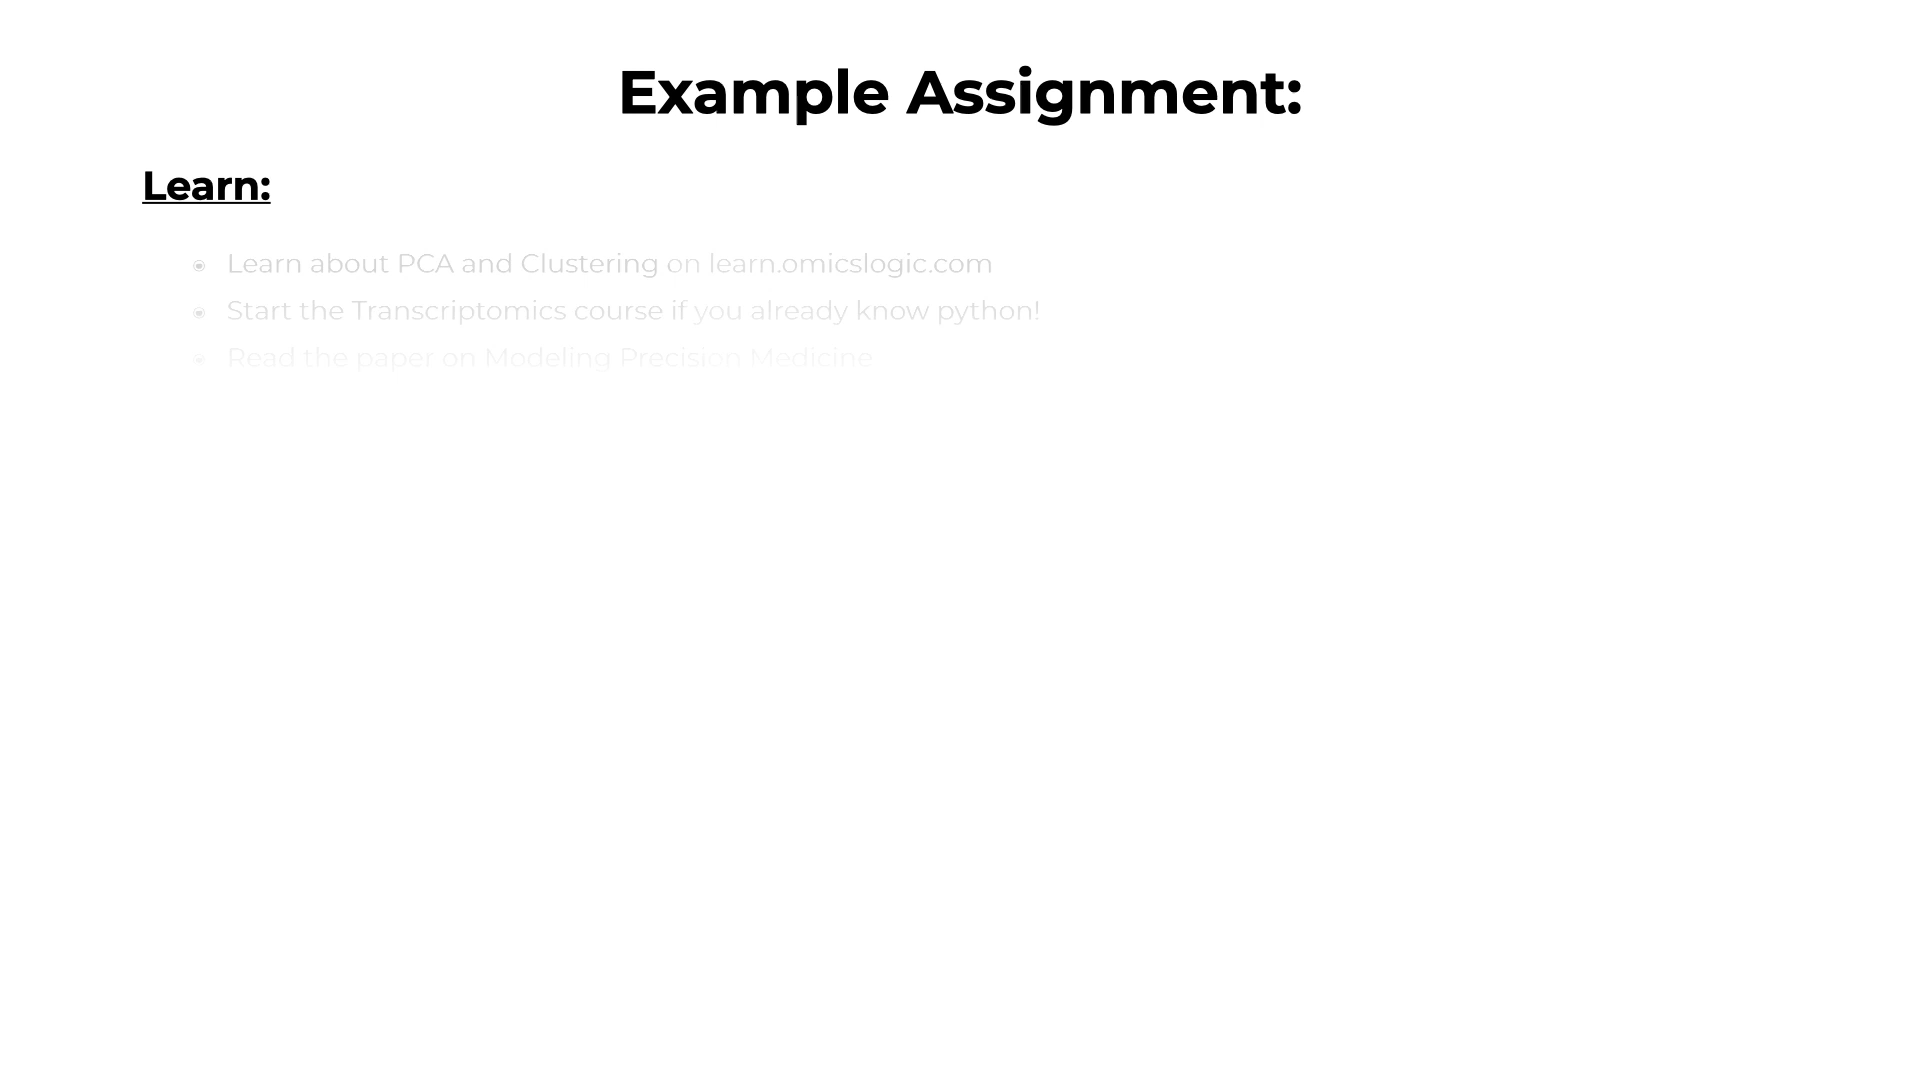 Example Assignment:
Learn:
Learn about PCA and Clustering on learn.omicslogic.com
Start the Transcriptomics course if you already know python!
Read the paper on Modeling Precision Medicine